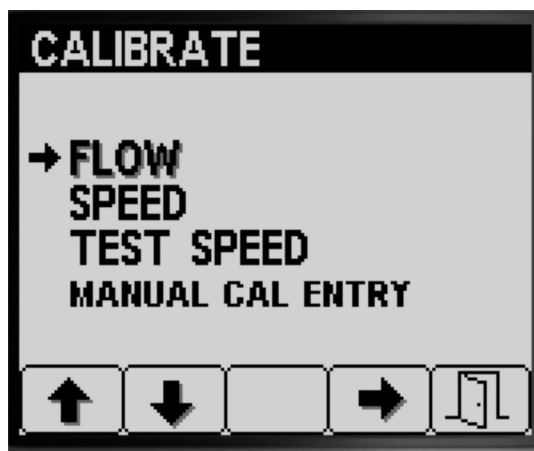 CALIBRATE
FLOW
SPEED
TEST SPEED
MANUAL CAL ENTRY